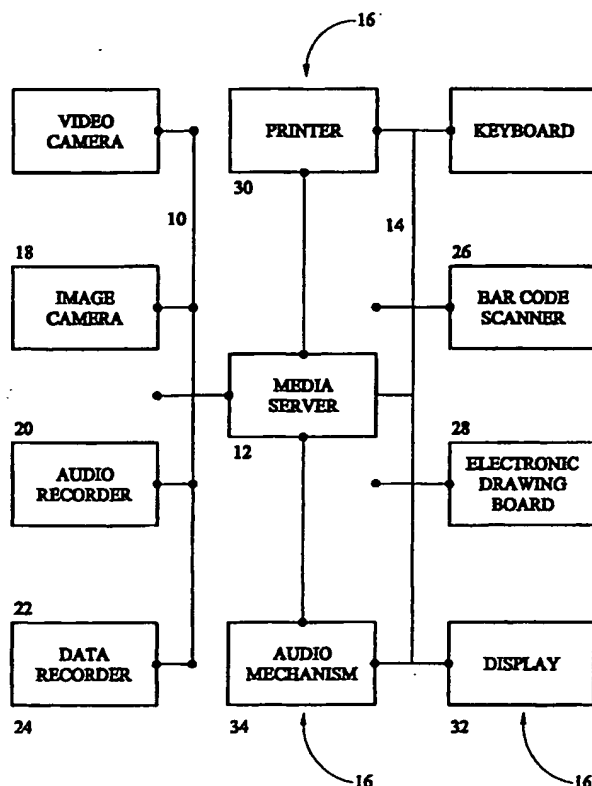 16
VIDEO
CAMERA
PRINTER
KEYBOARD
10
30
14
18
26
IMAGE
CAMERA
BAR CODE
SCANNER
MEDIA
SERVER
20
12
28
AUDIO
RECORDER
ELECTRONIC
DRAWING
BOARD
22
DATA
RECORDER
AUDIO
MECHANISM
DISPLAY
24
34
32
16
16